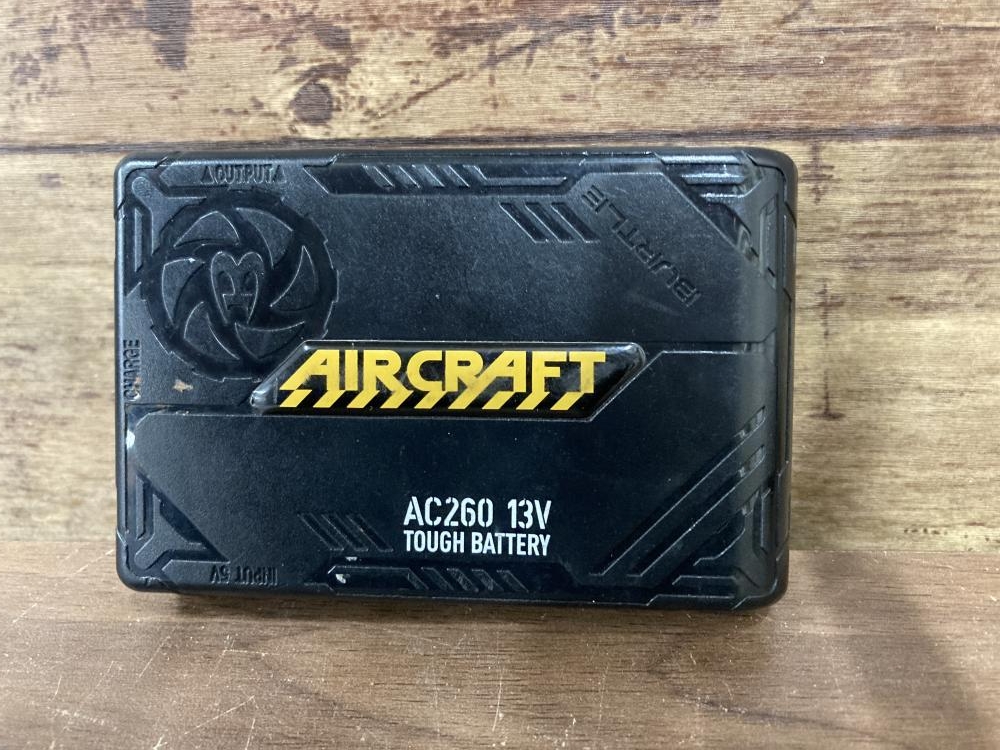 OUTPUT
BURTLE
CHARGE
AIRCRAFT
AC260 13V
TOUGH BATTERY
INPUT 5V